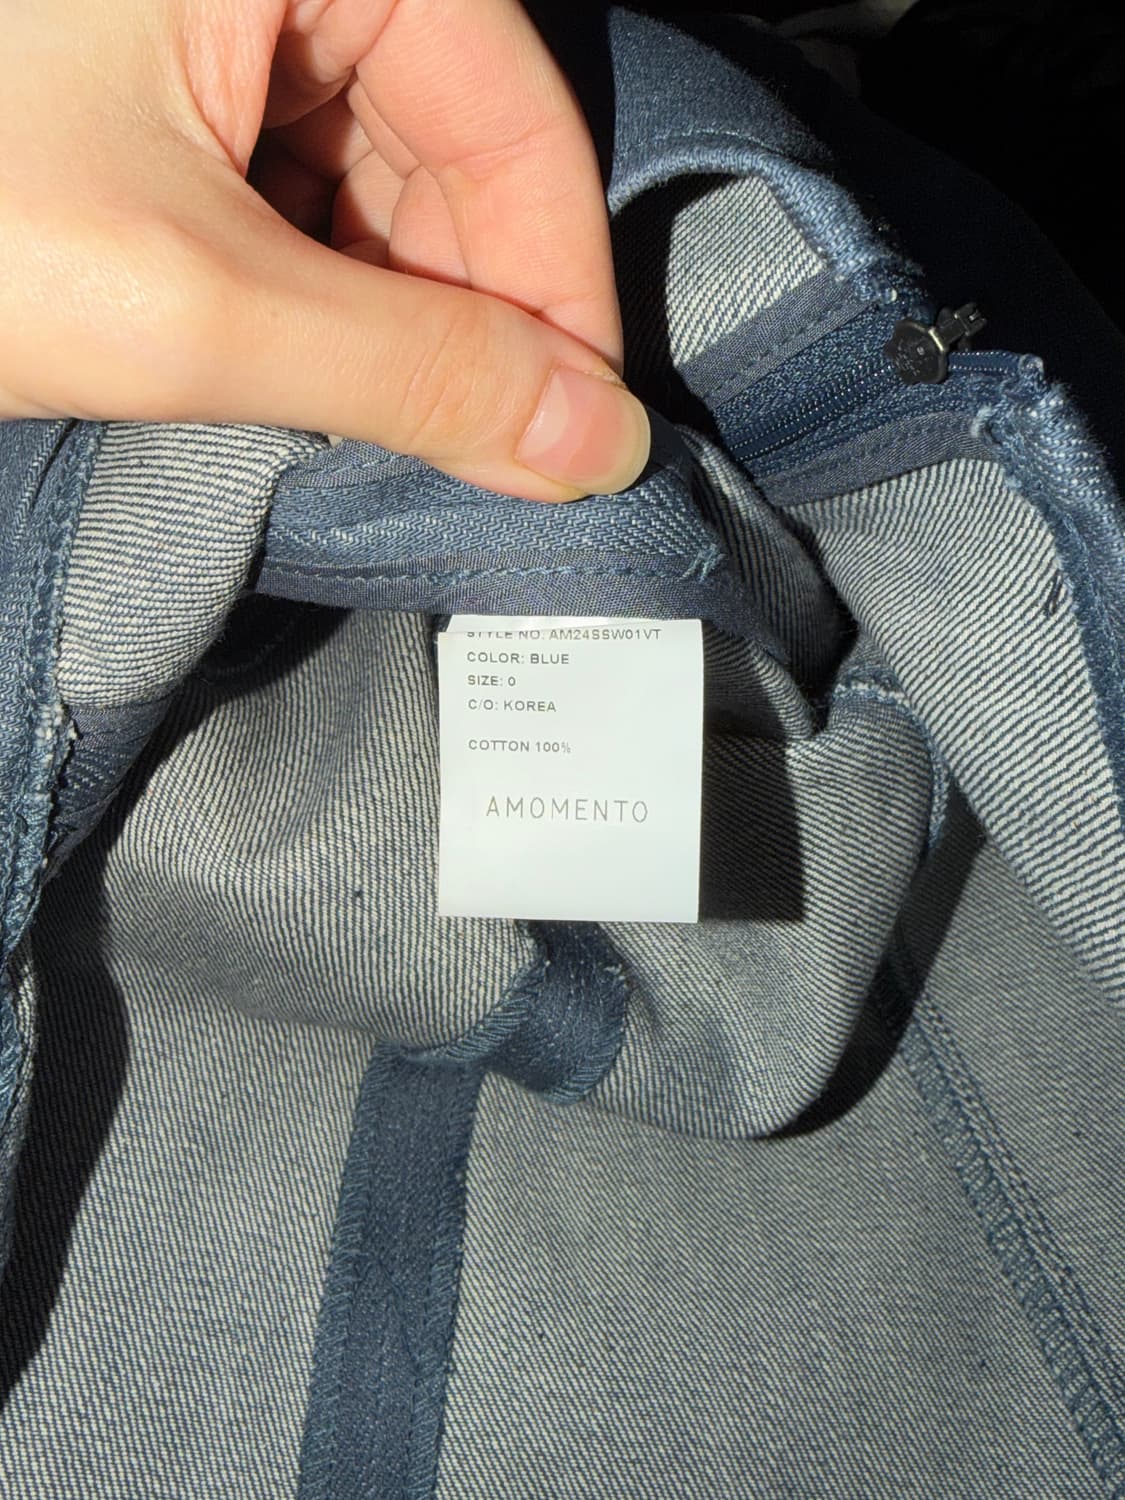 STYLE NO. AM24SSW01VT
COLOR: BLUE
SIZE: 0
C/O: KOREA
COTTON 100%
AMOMENTO